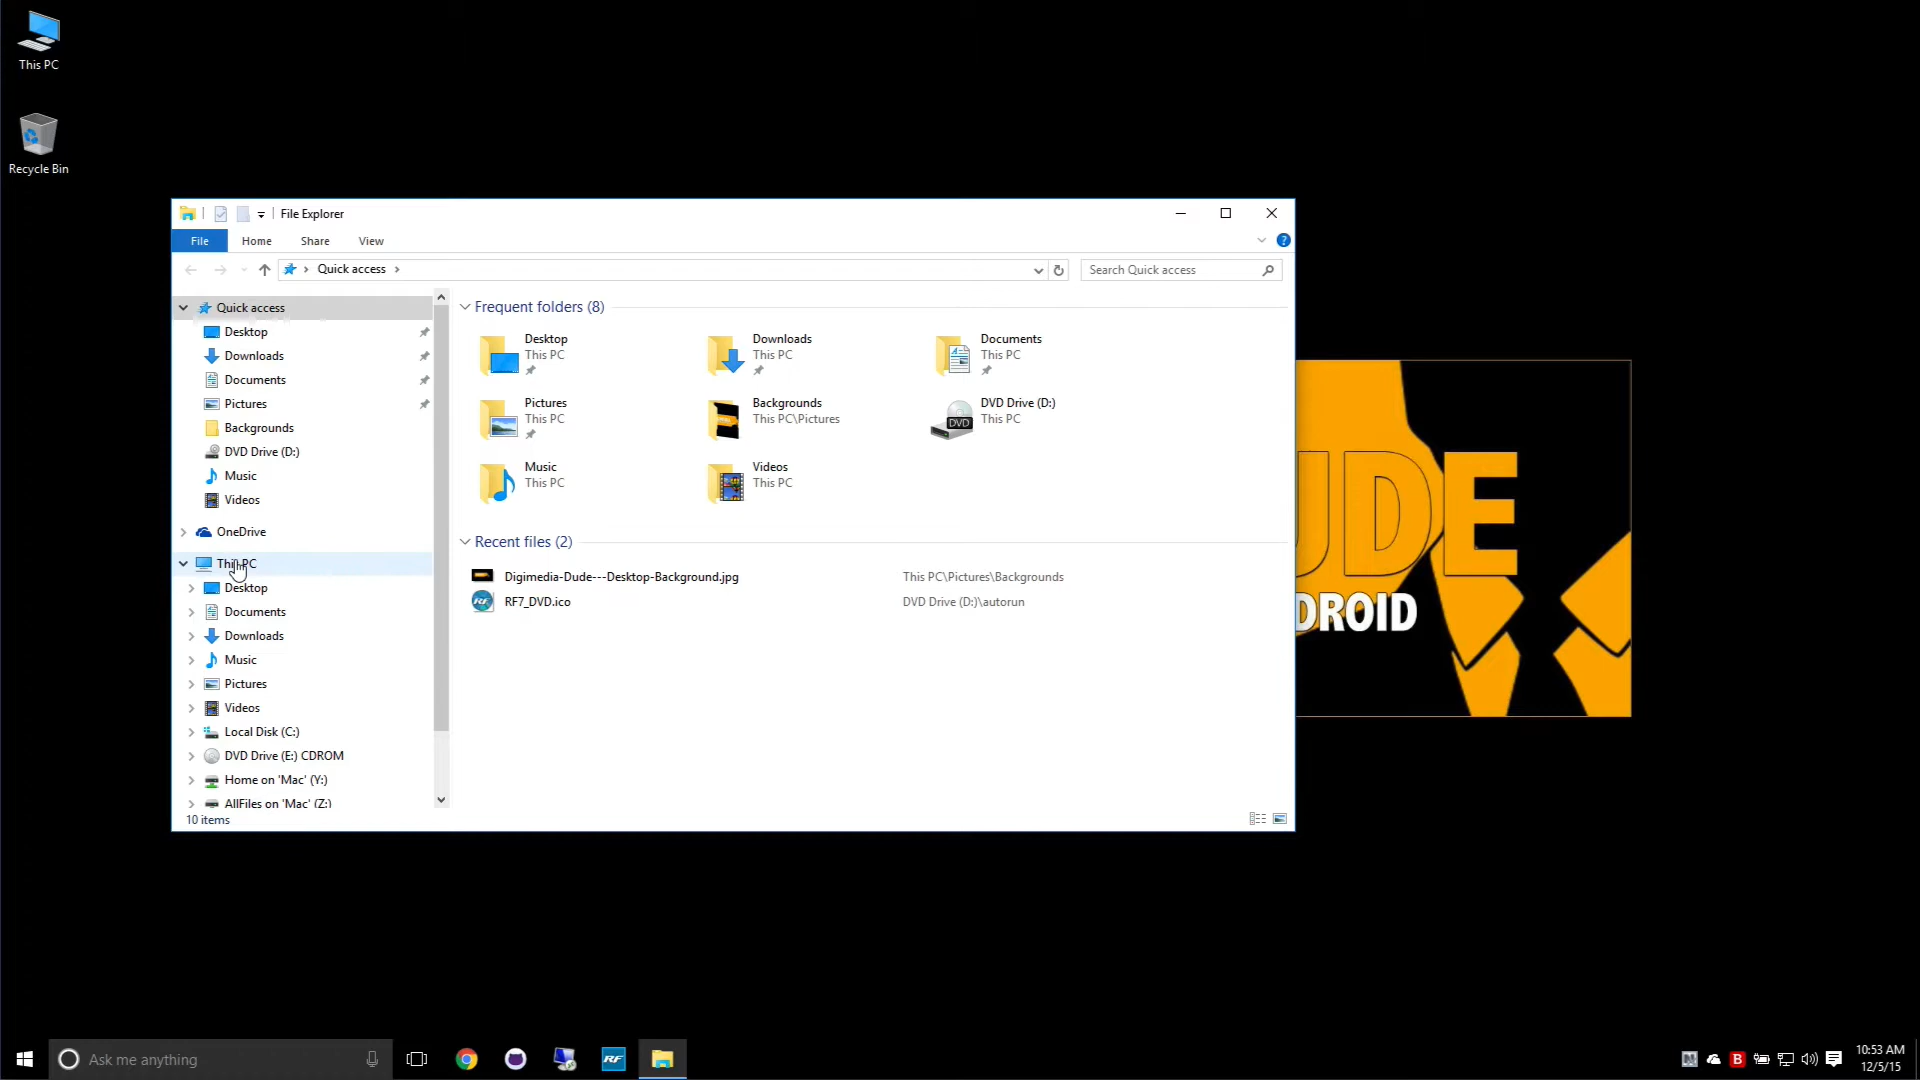 This PC
Recycle Bin
File Explorer
File
Home
Share
View
Quick access
Search Quick access
Quick access
Desktop
Downloads
Documents
Pictures
Backgrounds
DVD Drive (D:)
Music
Videos
OneDrive
This PC
Desktop
Documents
Downloads
Music
Pictures
Videos
Local Disk (C:)
DVD Drive (E:) CDROM
Home on 'Mac' (Y:)
AllFiles on 'Mac' (Z:)
10 items
Frequent folders (8)
Desktop
This PC
Downloads
This PC
Documents
This PC
Pictures
This PC
Backgrounds
This PC\Pictures
DVD Drive (D:)
This PC
DVD
Music
This PC
Videos
This PC
Recent files (2)
Digimedia-Dude---Desktop-Background.jpg
This PC\Pictures\Backgrounds
RF7_DVD.ico
DVD Drive (D:)\autorun
UDE
DROID
Ask me anything
RF
B
10:53 AM
12/5/15